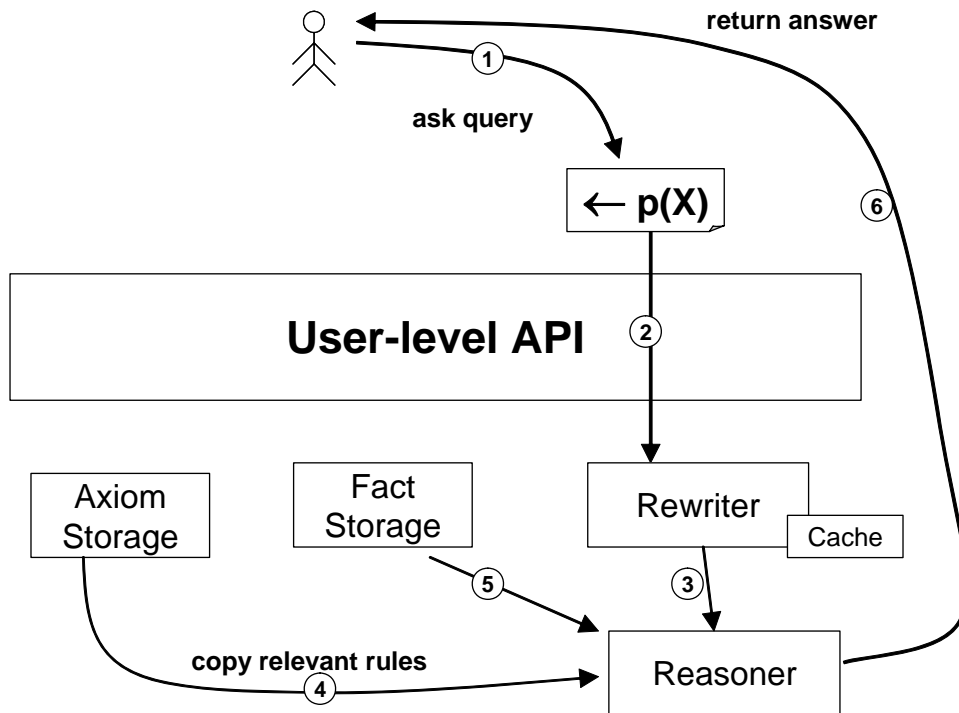 return answer
1
ask query
← p(X)
6
User-level API
2
Axiom
Storage
Fact
Storage
Rewriter
Cache
5
3
copy relevant rules
4
Reasoner